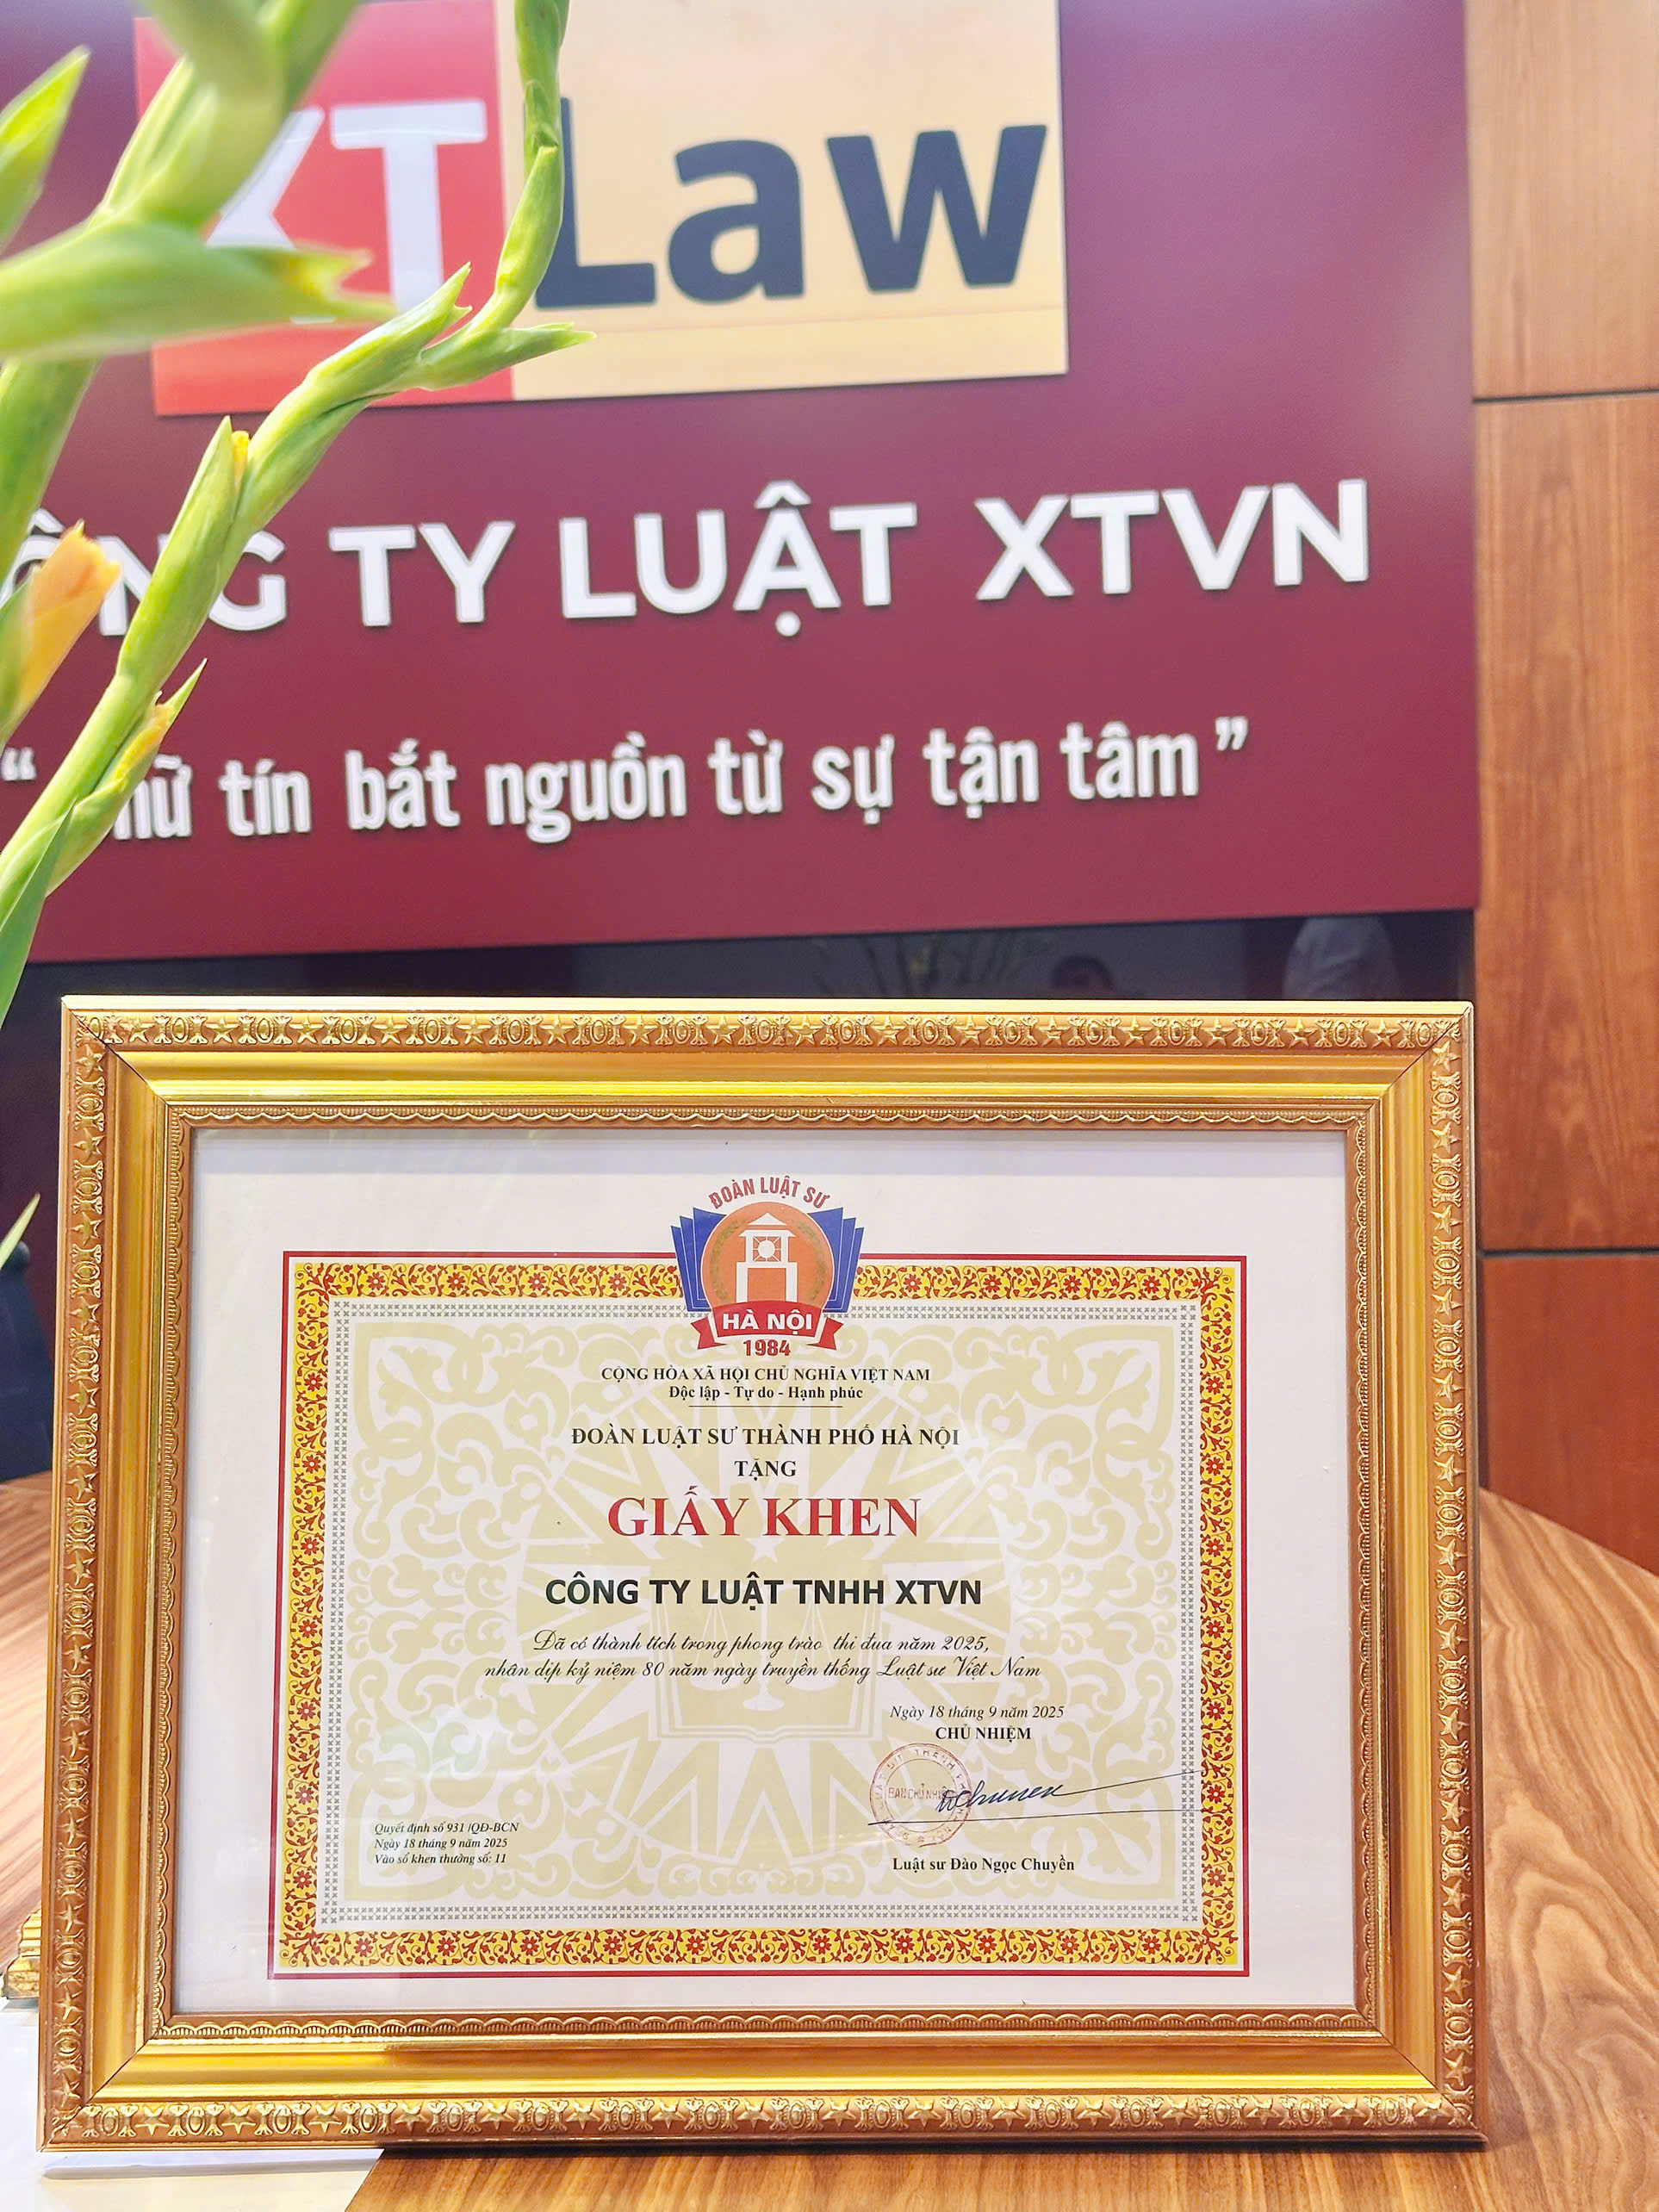 XT Law
CÔNG TY LUẬT XTVN
“ tín bắt nguồn từ sự tận tâm ”
ĐOÀN LUẬT SƯ
HÀ NỘI
1984
CỘNG HÒA XÃ HỘI CHỦ NGHĨA VIỆT NAM
Độc lập - Tự do - Hạnh phúc
ĐOÀN LUẬT SƯ THÀNH PHỐ HÀ NỘI
TẶNG
GIẤY KHEN
CÔNG TY LUẬT TNHH XTVN
Đã có thành tích trong phong trào thi đua năm 2025,
nhân dịp kỷ niệm 80 năm ngày truyền thống Luật sư Việt Nam
Ngày 18 tháng 9 năm 2025
CHỦ NHIỆM
BAN CHỦ NHIỆM
Luật sư Đào Ngọc Chuyền
Quyết định số 931 /QĐ-BCN
Ngày 18 tháng 9 năm 2025
Vào sổ khen thưởng số: 11